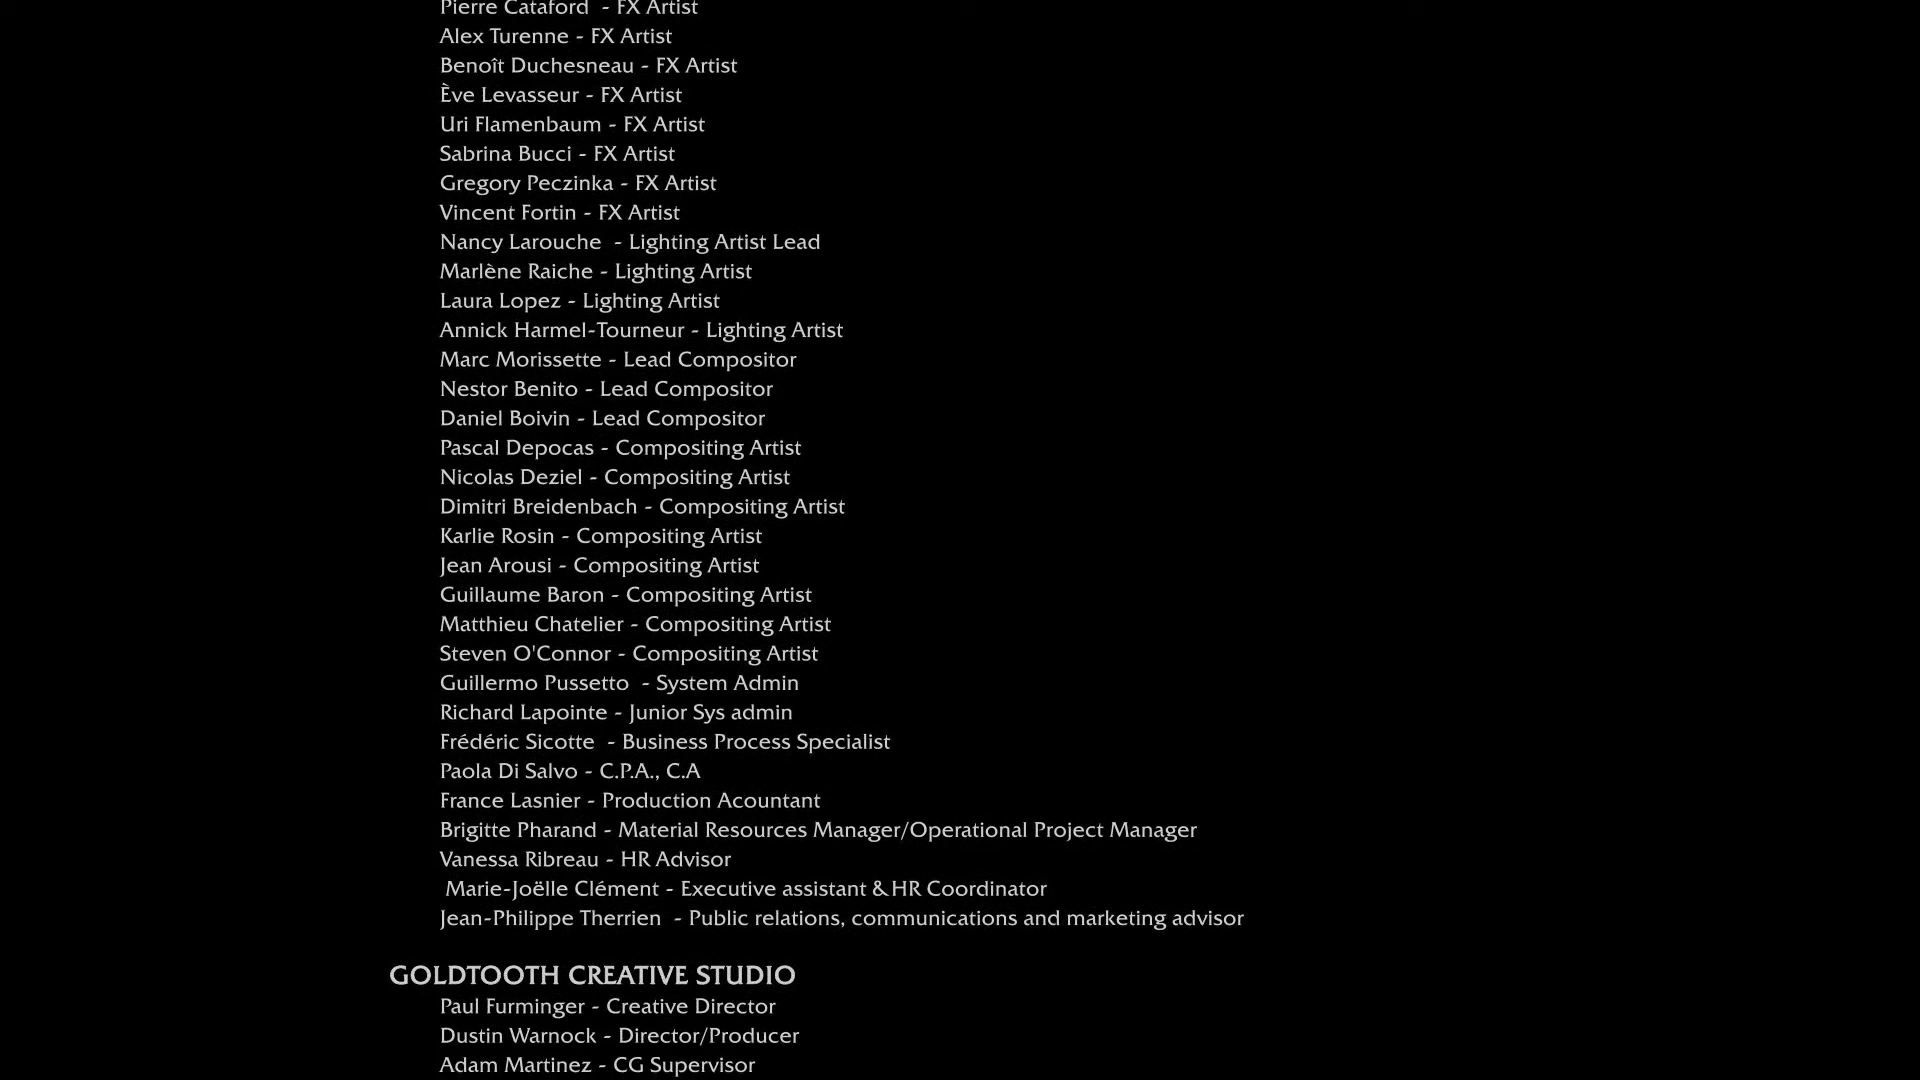 Pierre Cataford  - FX Artist
Alex Turenne - FX Artist
Benoît Duchesneau - FX Artist
Ève Levasseur - FX Artist
Uri Flamenbaum - FX Artist
Sabrina Bucci - FX Artist
Gregory Peczinka - FX Artist
Vincent Fortin - FX Artist
Nancy Larouche  - Lighting Artist Lead
Marlène Raiche - Lighting Artist
Laura Lopez - Lighting Artist
Annick Harmel-Tourneur - Lighting Artist
Marc Morissette - Lead Compositor
Nestor Benito - Lead Compositor
Daniel Boivin - Lead Compositor
Pascal Depocas - Compositing Artist
Nicolas Deziel - Compositing Artist
Dimitri Breidenbach - Compositing Artist
Karlie Rosin - Compositing Artist
Jean Arousi - Compositing Artist
Guillaume Baron - Compositing Artist
Matthieu Chatelier - Compositing Artist
Steven O'Connor - Compositing Artist
Guillermo Pussetto  - System Admin
Richard Lapointe - Junior Sys admin
Frédéric Sicotte  - Business Process Specialist
Paola Di Salvo - C.P.A., C.A
France Lasnier - Production Acountant
Brigitte Pharand - Material Resources Manager/Operational Project Manager
Vanessa Ribreau - HR Advisor
Marie-Joëlle Clément - Executive assistant & HR Coordinator
Jean-Philippe Therrien  - Public relations, communications and marketing advisor
GOLDTOOTH CREATIVE STUDIO
Paul Furminger - Creative Director
Dustin Warnock - Director/Producer
Adam Martinez - CG Supervisor